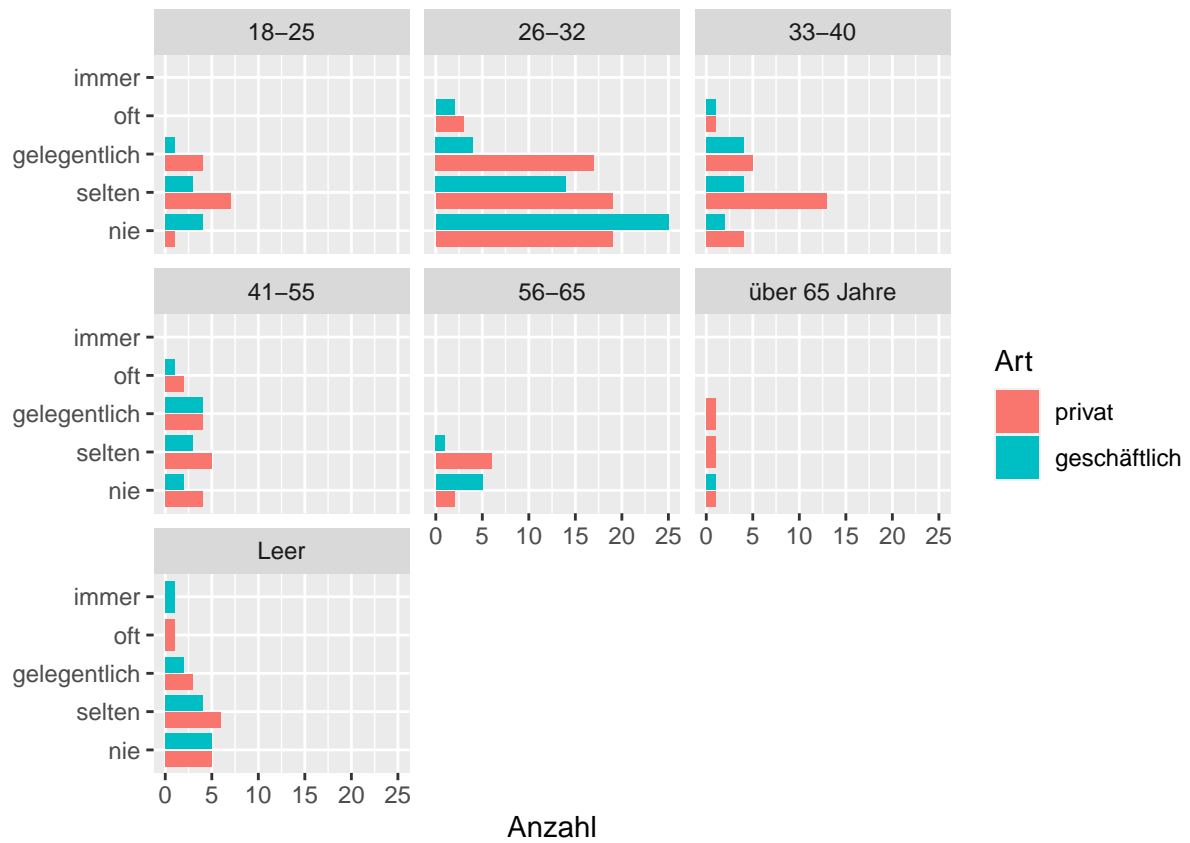 18–25
26–32
33–40
immer
oft
gelegentlich
selten
nie
41–55
56–65
über 65 Jahre
immer
oft
gelegentlich
selten
nie
0 5 10 15 20 25
0 5 10 15 20 25
Leer
immer
oft
gelegentlich
selten
nie
0 5 10 15 20 25
Anzahl
Art
privat
geschäftlich